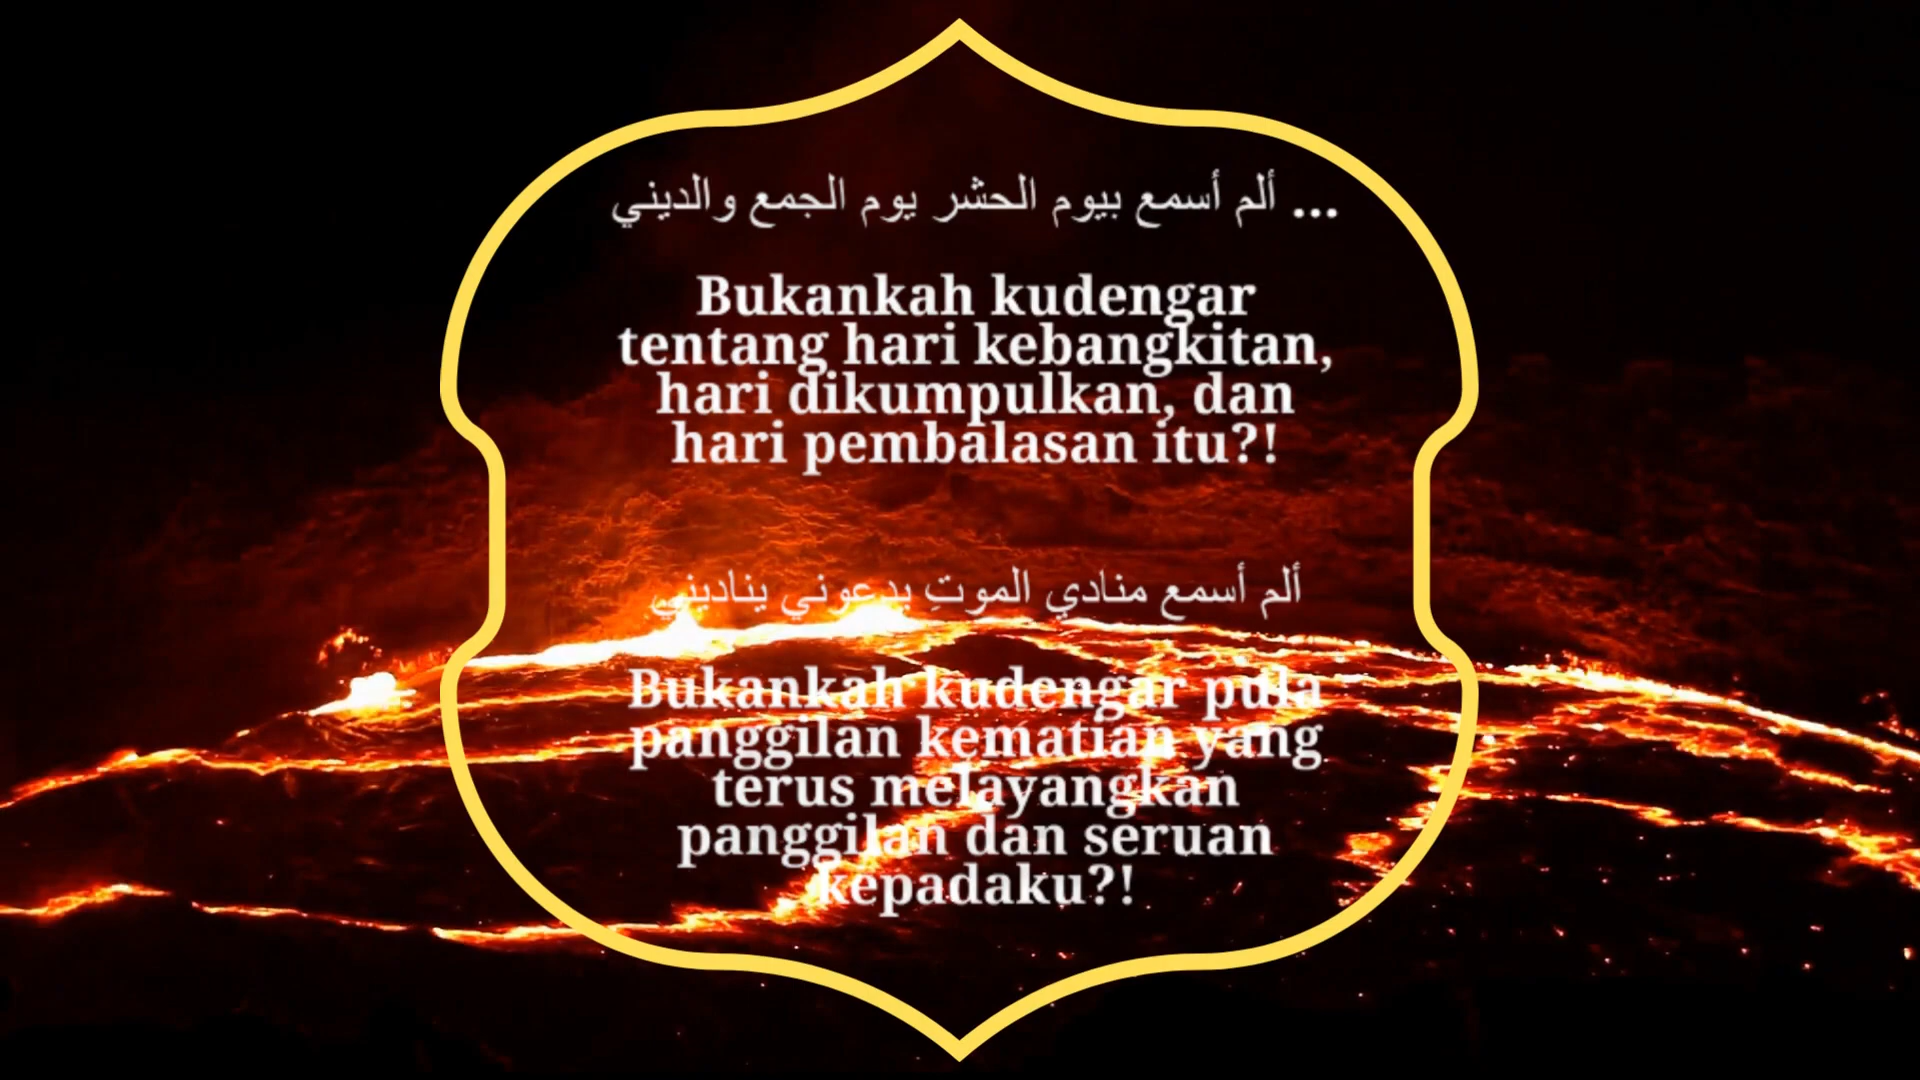 ... ألم أسمع بيوم الحشر يوم الجمع والديني
Bukankah kudengar
tentang hari kebangkitan,
hari dikumpulkan, dan
hari pembalasan itu?!
ألم أسمع منادي الموتِ يدعوني يناديني
Bukankah kudengar pula
panggilan kematian yang
terus melayangkan
panggilan dan seruan
kepadaku?!